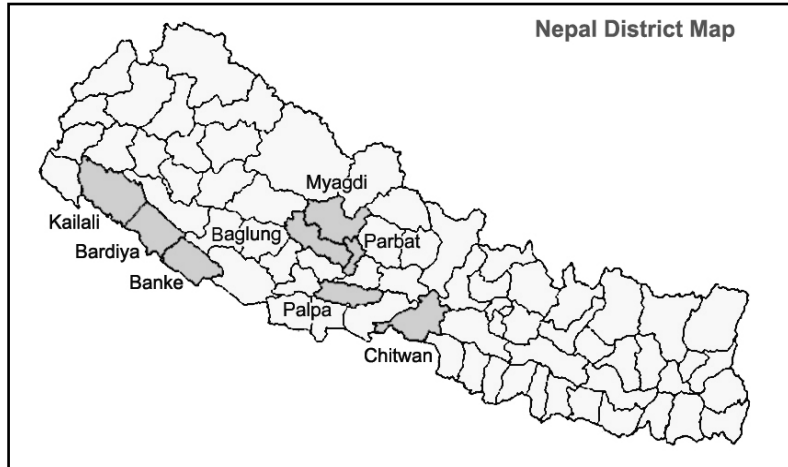 Nepal District Map
Myagdi
Kailali
Baglung
Parbat
Bardiya
Banke
Palpa
Chitwan